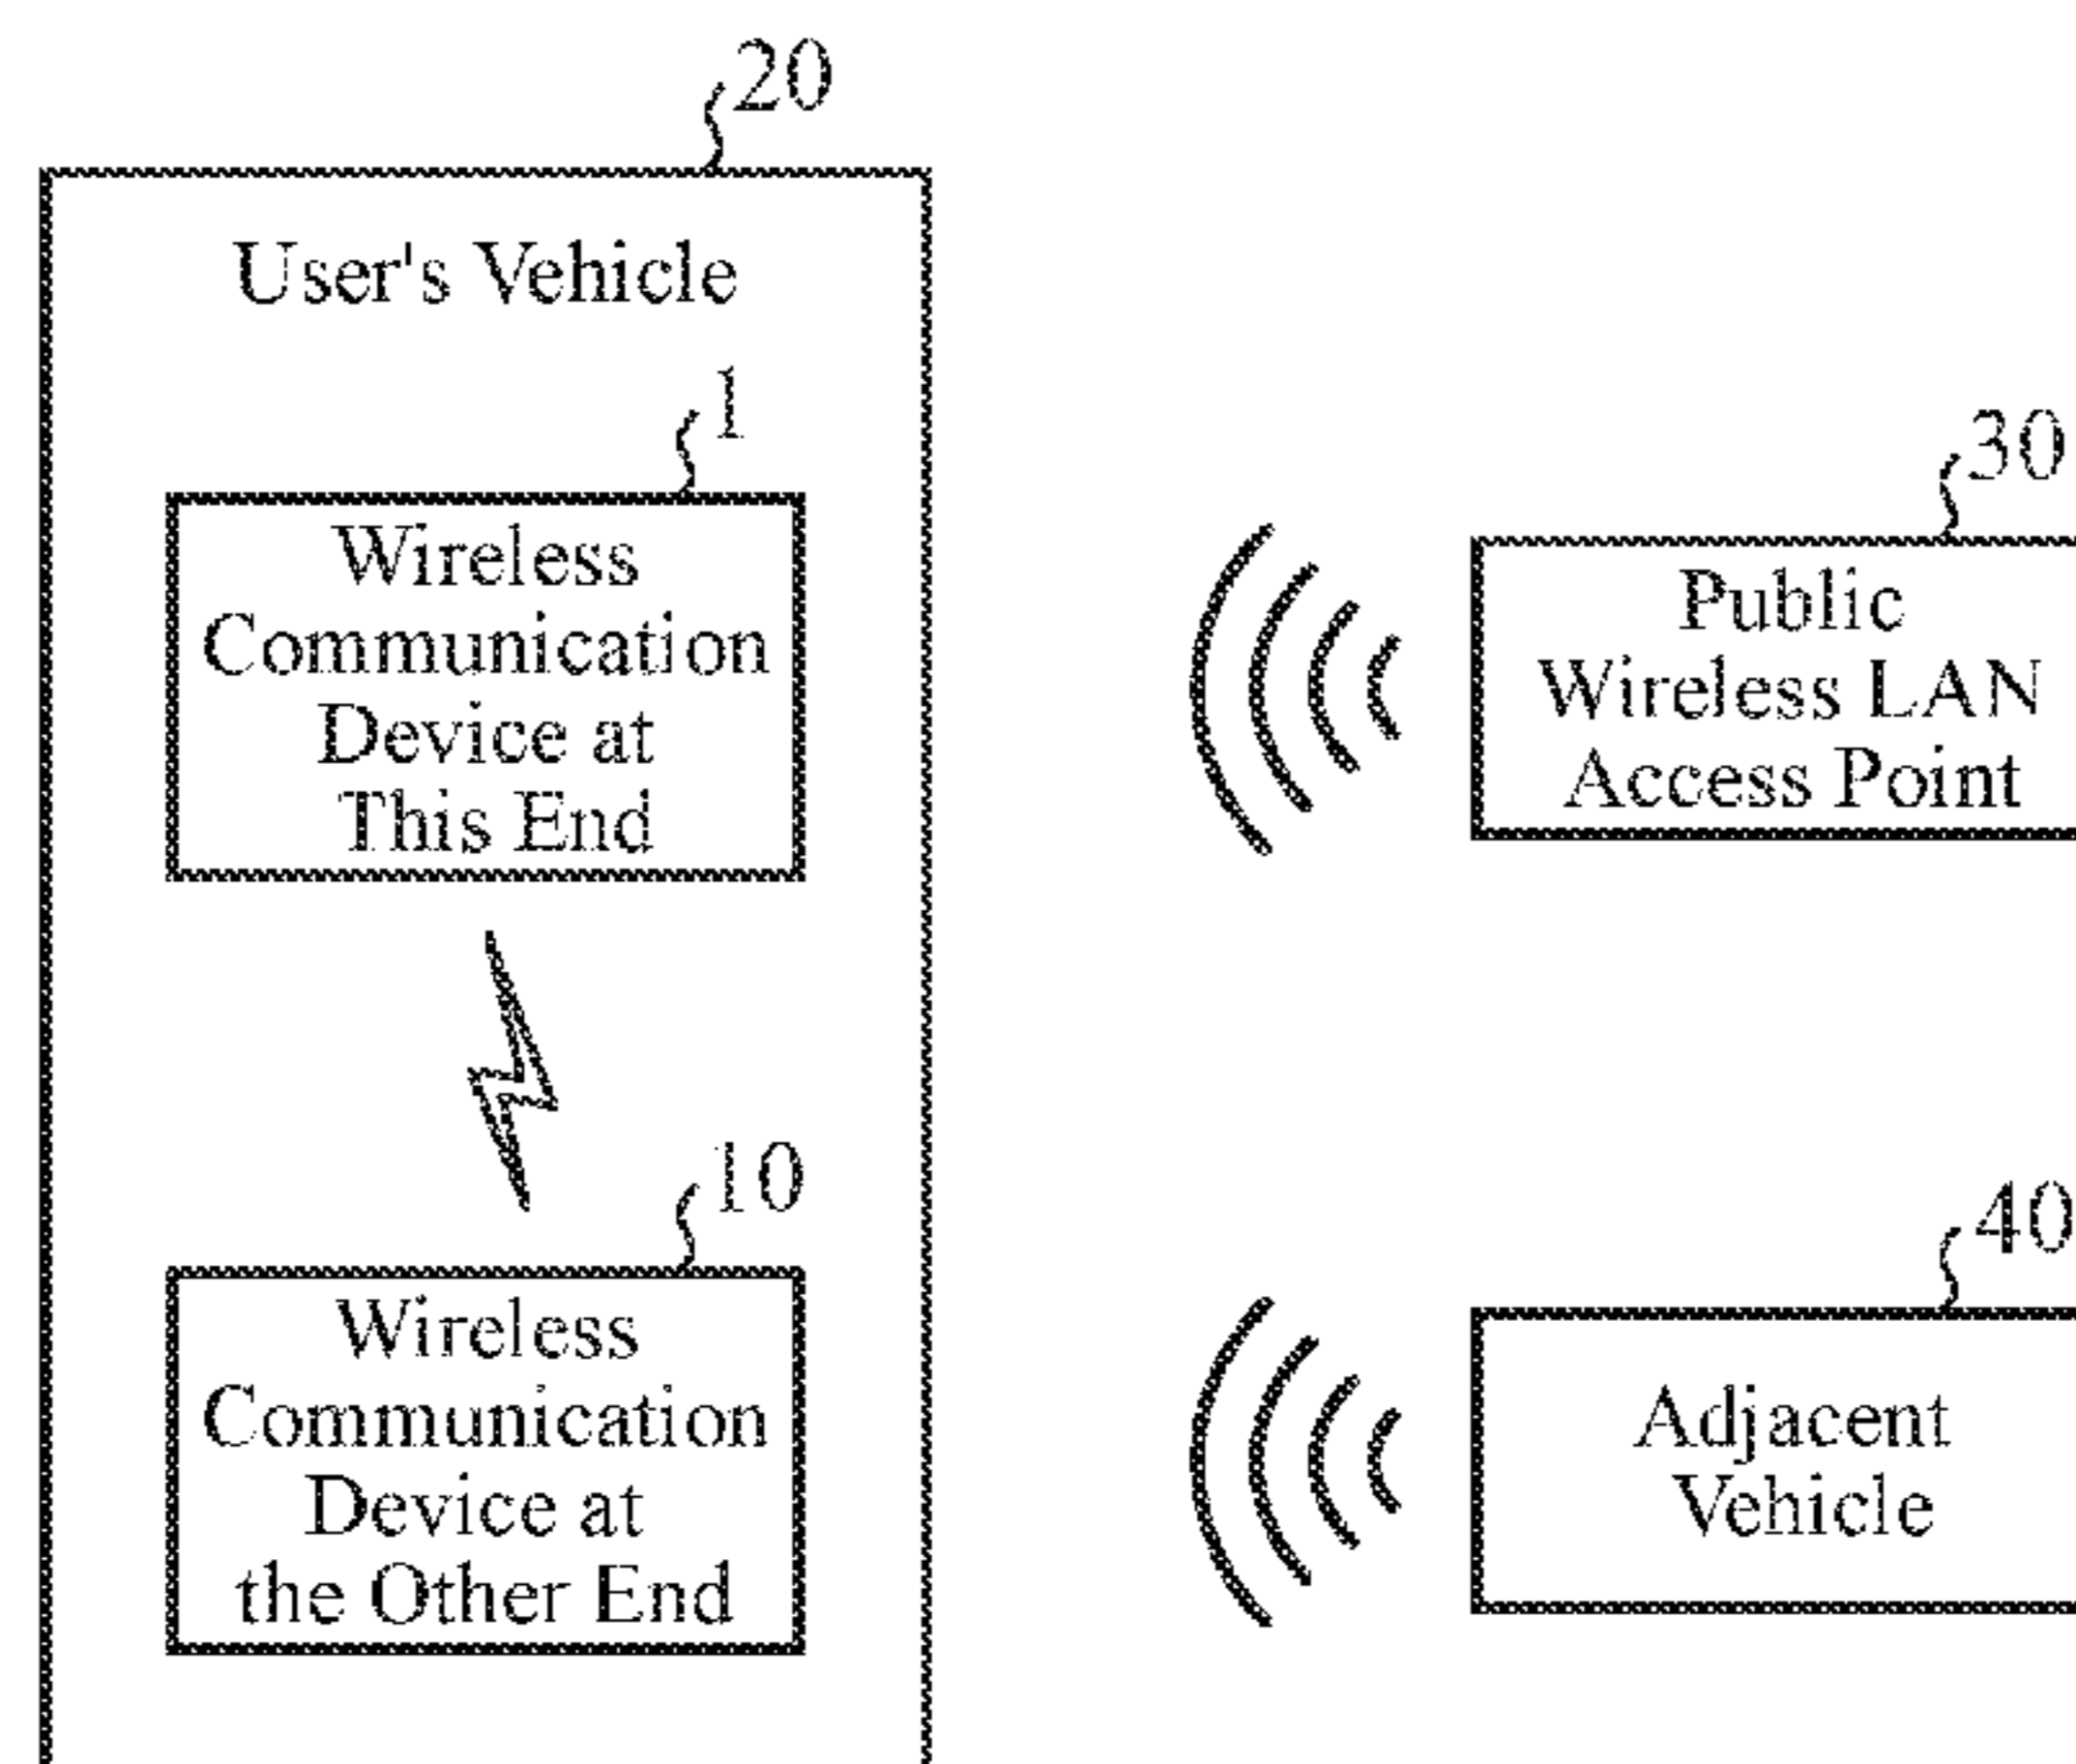 20
User's Vehicle
1
Wireless
Communication
Device at
This End
10
Wireless
Communication
Device at
the Other End
30
Public
Wireless LAN
Access Point
40
Adjacent
Vehicle